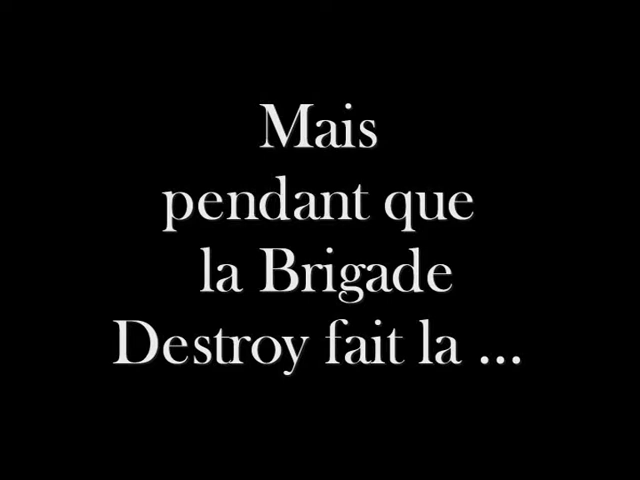 Mais
pendant que
la Brigade
Destroy fait la ...